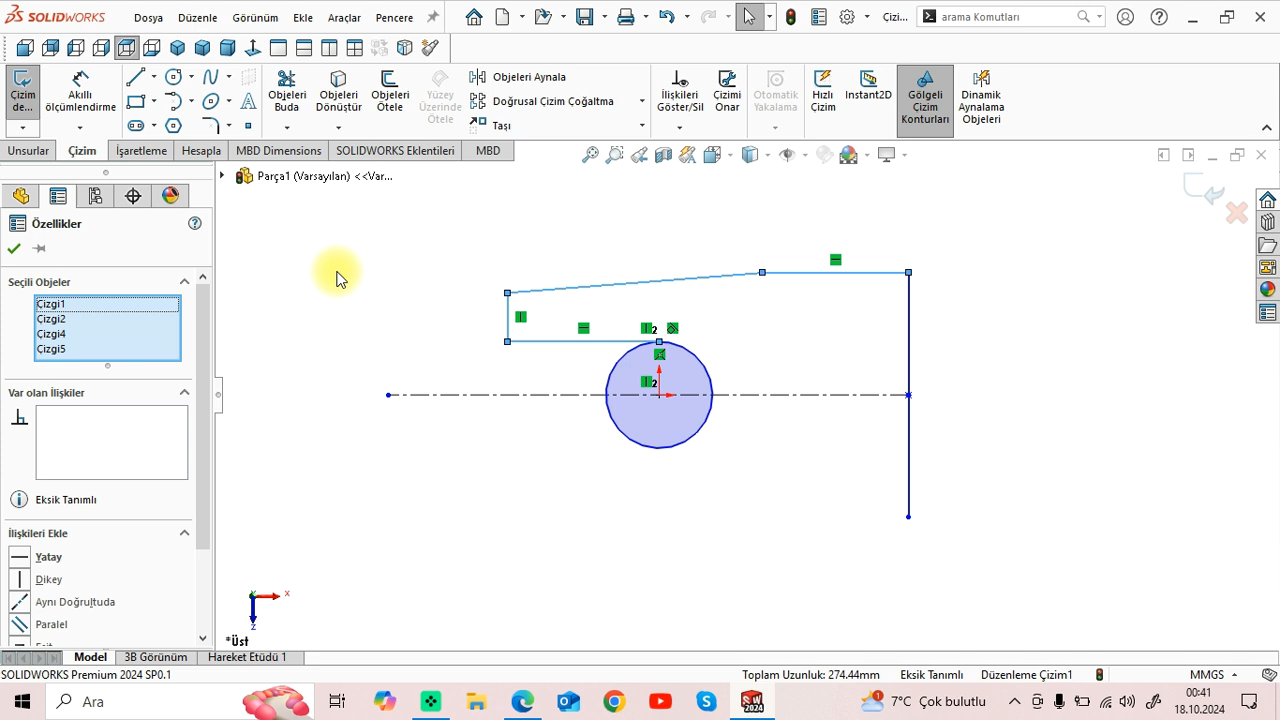 SOLIDWORKS Dosya Düzenle Görünüm Ekle Araçlar Pencere Çizi... arama Komutları
Çizim de...
Akıllı ölçümlendirme
Objeleri Buda
Objeleri Dönüştür
Objeleri Ötele
Yüzey Üzerinde Ötele
Objeleri Aynala
Doğrusal Çizim Çoğaltma
Taşı
İlişkileri Göster/Sil
Çizimi Onar
Otomatik Yakalama
Hızlı Çizim
Instant2D
Gölgeli Çizim Konturları
Dinamik Aynalama Objeleri
Unsurlar Çizim İşaretleme Hesapla MBD Dimensions SOLIDWORKS Eklentileri MBD
Parça1 (Varsayılan) <<Var...
Özellikler
Seçili Objeler
Çizgi1
Çizgi2
Çizgi4
Çizgi5
Var olan İlişkiler
Eksik Tanımlı
İlişkileri Ekle
Yatay
Dikey
Aynı Doğrultuda
Paralel
2
2
x
z
*Üst
Model 3B Görünüm Hareket Etüdü 1
SOLIDWORKS Premium 2024 SP0.1 Toplam Uzunluk: 274.44mm Eksik Tanımlı Düzenleme Çizim1 MMGS
Ara
2024
7°C Çok bulutlu
00:41
18.10.2024